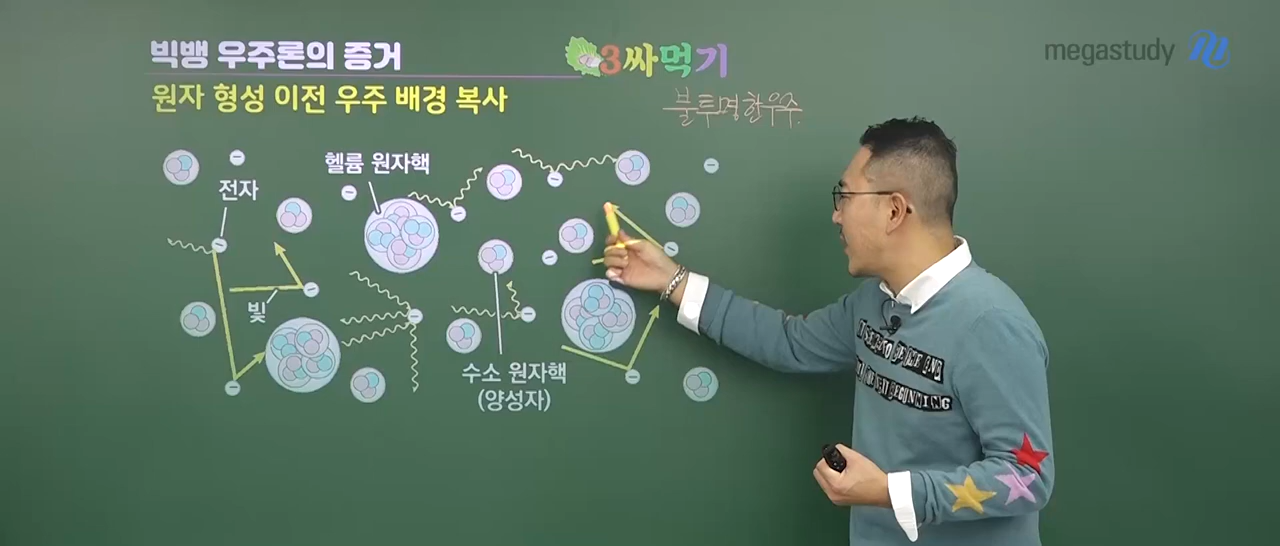 빅뱅 우주론의 증거
3싸먹기
megastudy
원자 형성 이전 우주 배경 복사
불투명한우주.
헬륨 원자핵
전자
빛
수소 원자핵
(양성자)